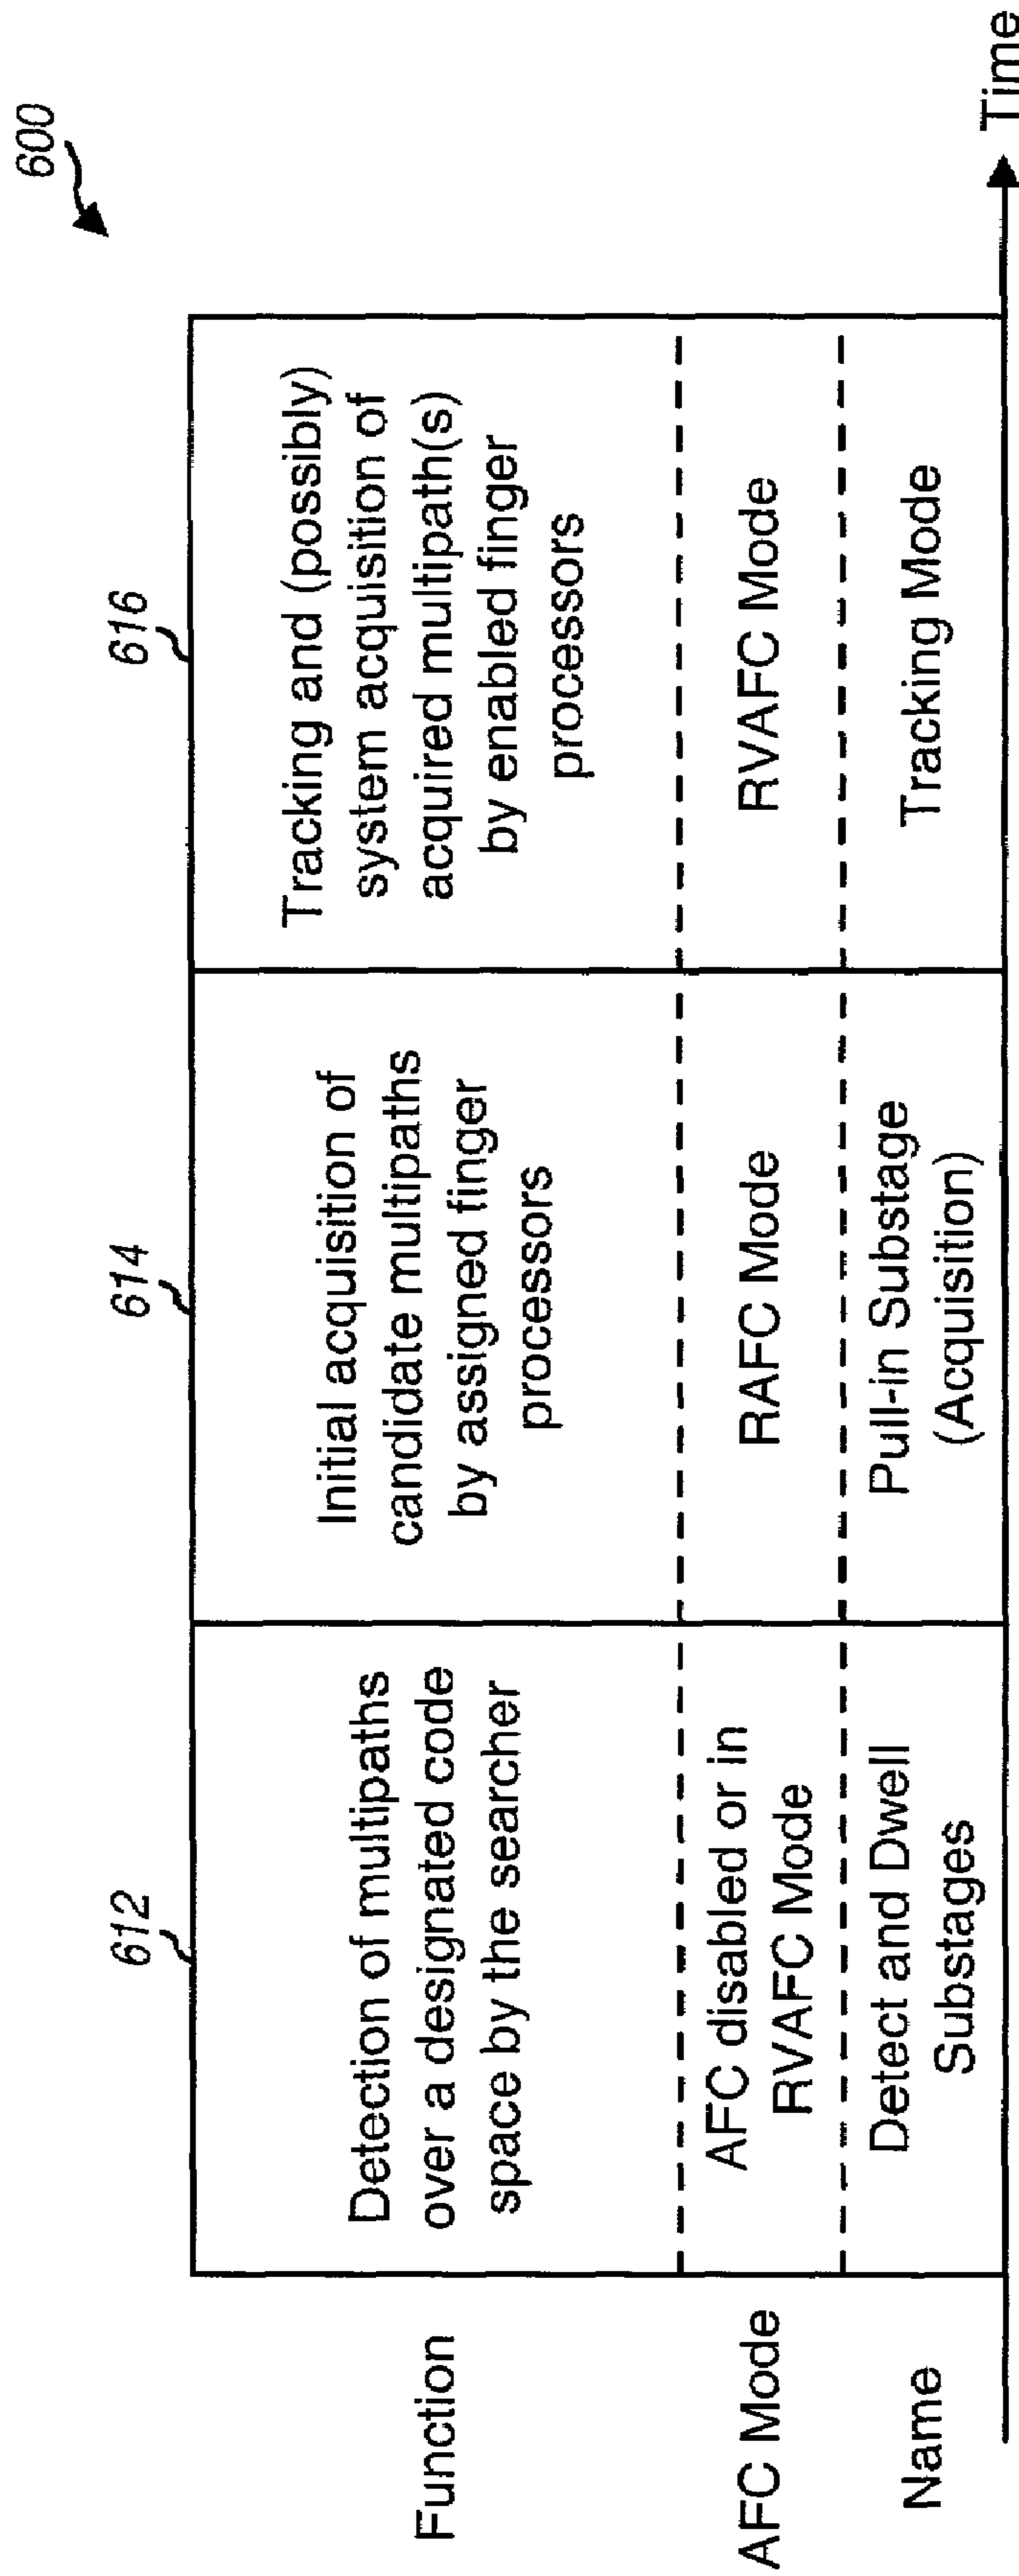 600
612
614
616
Function
Detection of multipaths
over a designated code
space by the searcher
Initial acquisition of
candidate multipaths
by assigned finger
processors
Tracking and (possibly)
system acquisition of
acquired multipath(s)
by enabled finger
processors
AFC Mode
AFC disabled or in
RVAFC Mode
RAFC Mode
RVAFC Mode
Name
Detect and Dwell
Substages
Pull-in Substage
(Acquisition)
Tracking Mode
Time